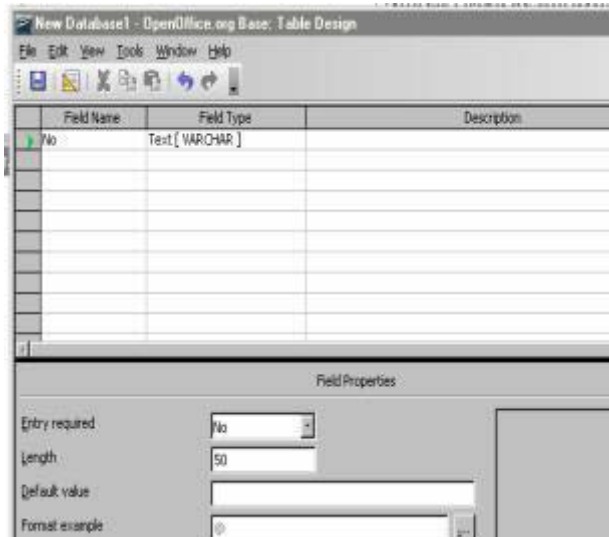 New Database1 - OpenOffice.org Base: Table Design
File Edit View Tools Window Help
Field Name Field Type Description
No Text [ VARCHAR ]
Field Properties
Entry required No
Length 50
Default value
Format example @